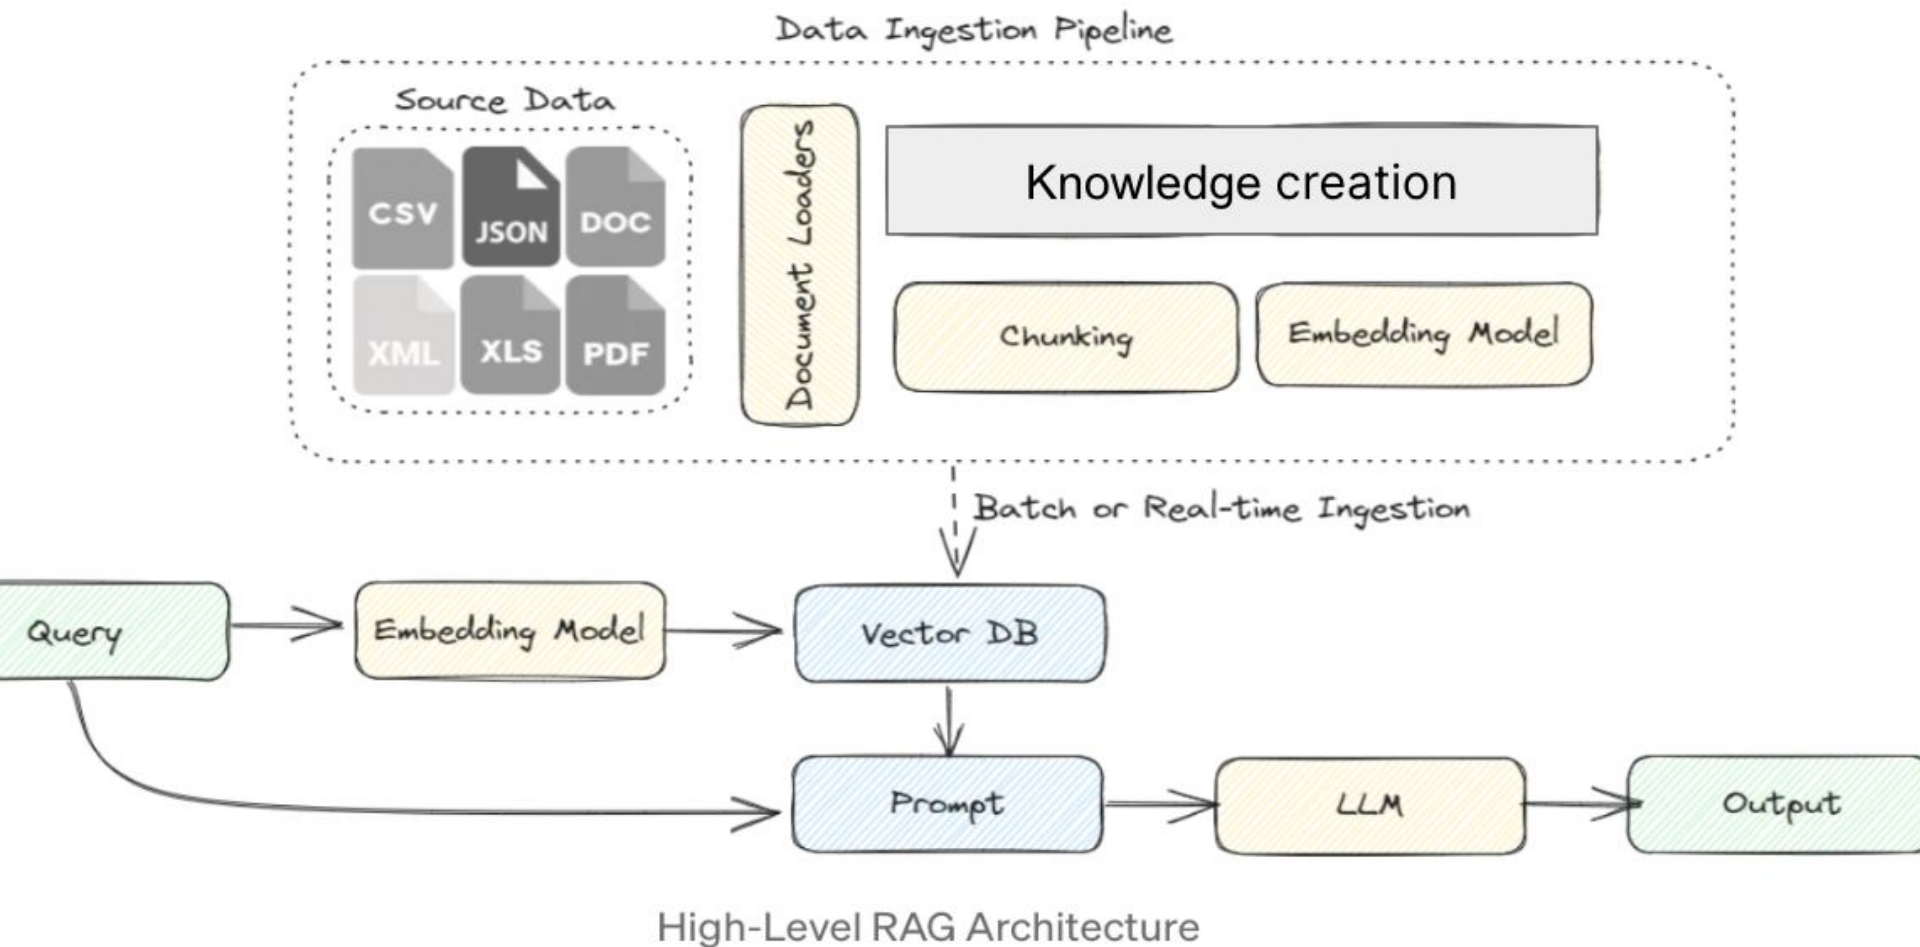 Data Ingestion Pipeline
Source Data
CSV
JSON
DOC
XML
XLS
PDF
Document Loaders
Knowledge creation
Chunking
Embedding Model
Batch or Real-time Ingestion
Query
Embedding Model
Vector DB
Prompt
LLM
Output
High-Level RAG Architecture